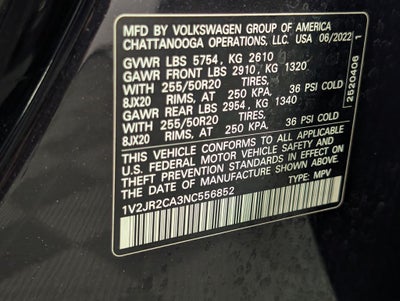 MFD BY VOLKSWAGEN GROUP OF AMERICA
CHATTANOOGA OPERATIONS, LLC. USA 06/2022
GVWR LBS 5754, KG 2610
GAWR FRONT LBS 2910, KG 1320
WITH 255/50R20
8JX20 RIMS, AT 250 KPA. 36 PSI COLD
GAWR REAR LBS 2954, KG 1340
WITH 255/50R20
8JX20 RIMS, AT 250 KPA. 36 PSI COLD
THIS VEHICLE CONFORMS TO ALL APPLICABLE
U.S. FEDERAL MOTOR VEHICLE SAFETY AND
THEFT PREVENTION STANDARDS IN EFFECT ON
THE DATE OF MANUFACTURE SHOWN ABOVE
1V2JR2CA3NC556852 TYPE: MPV
2520406 1